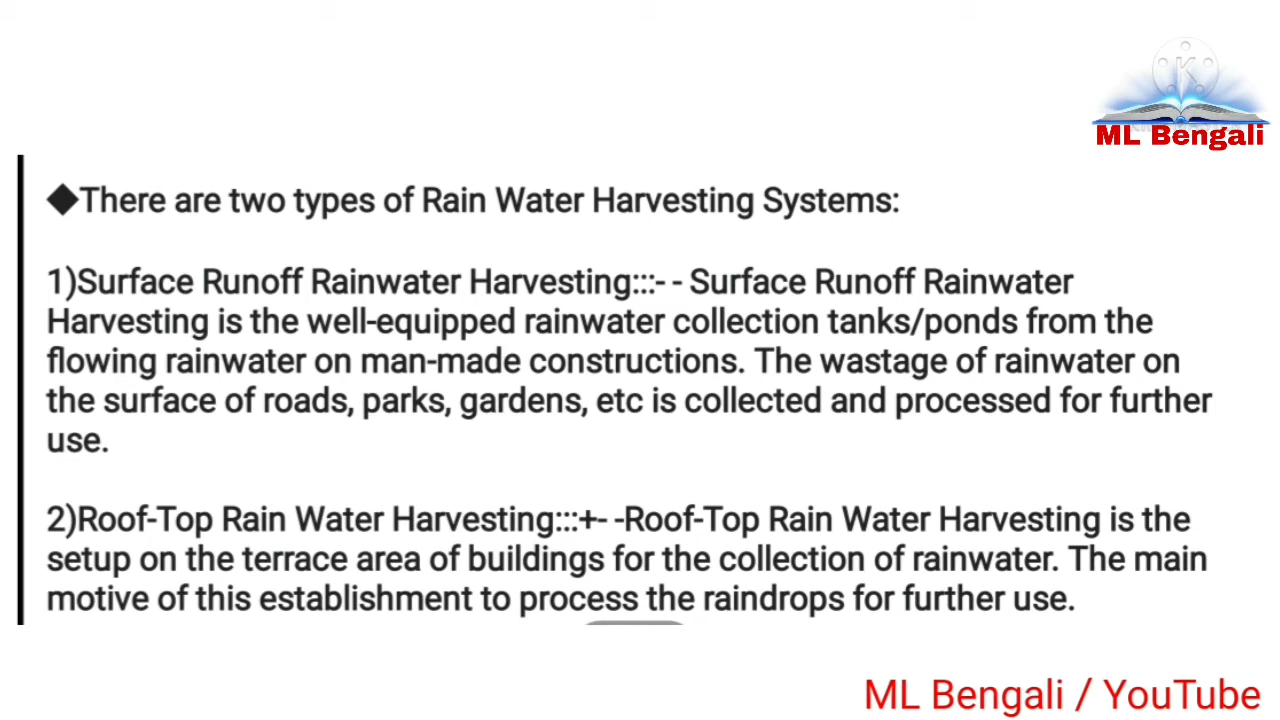 ML Bengali
◆There are two types of Rain Water Harvesting Systems:
1)Surface Runoff Rainwater Harvesting:::- - Surface Runoff Rainwater
Harvesting is the well-equipped rainwater collection tanks/ponds from the
flowing rainwater on man-made constructions. The wastage of rainwater on
the surface of roads, parks, gardens, etc is collected and processed for further
use.
2)Roof-Top Rain Water Harvesting:::+- -Roof-Top Rain Water Harvesting is the
setup on the terrace area of buildings for the collection of rainwater. The main
motive of this establishment to process the raindrops for further use.
ML Bengali / YouTube